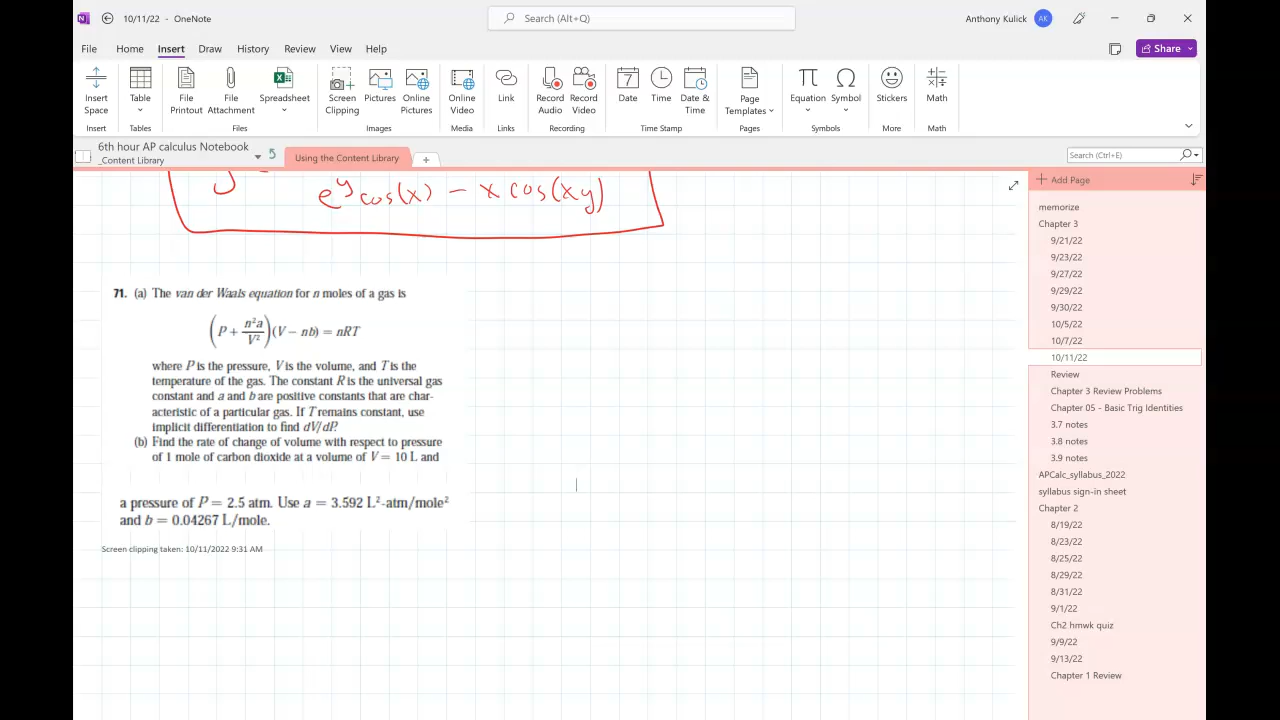 10/11/22 - OneNote
Search (Alt+Q)
Anthony Kulick
AK
File Home Insert Draw History Review View Help
Share
Insert Space
Table
File Printout
File Attachment
Spreadsheet
Screen Clipping
Pictures
Online Pictures
Online Video
Link
Record Audio
Record Video
Date
Time
Date & Time
Page Templates
Equation
Symbol
Stickers
Math
Insert Tables Files Images Media Links Recording Time Stamp Pages Symbols More Math
6th hour AP calculus Notebook
_Content Library
Using the Content Library
Search (Ctrl+E)
e^y cos(x) - x cos(xy)
71. (a) The van der Waals equation for n moles of a gas is
(P + n²a/V²)(V − nb) = nRT
where P is the pressure, V is the volume, and T is the
temperature of the gas. The constant R is the universal gas
constant and a and b are positive constants that are char-
acteristic of a particular gas. If T remains constant, use
implicit differentiation to find dV/dP.
(b) Find the rate of change of volume with respect to pressure
of 1 mole of carbon dioxide at a volume of V = 10 L and
a pressure of P = 2.5 atm. Use a = 3.592 L²-atm/mole²
and b = 0.04267 L/mole.
Screen clipping taken: 10/11/2022 9:31 AM
Add Page
memorize
Chapter 3
9/21/22
9/23/22
9/27/22
9/29/22
9/30/22
10/5/22
10/7/22
10/11/22
Review
Chapter 3 Review Problems
Chapter 05 - Basic Trig Identities
3.7 notes
3.8 notes
3.9 notes
APCalc_syllabus_2022
syllabus sign-in sheet
Chapter 2
8/19/22
8/23/22
8/25/22
8/29/22
8/31/22
9/1/22
Ch2 hmwk quiz
9/9/22
9/13/22
Chapter 1 Review